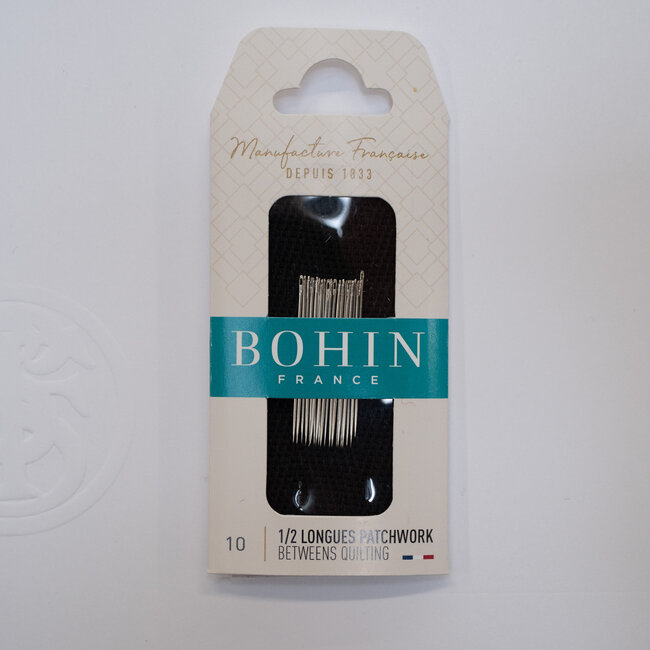 Manufacture Française
DEPUIS 1833
BOHIN
FRANCE
10
1/2 LONGUES PATCHWORK
BETWEENS QUILTING